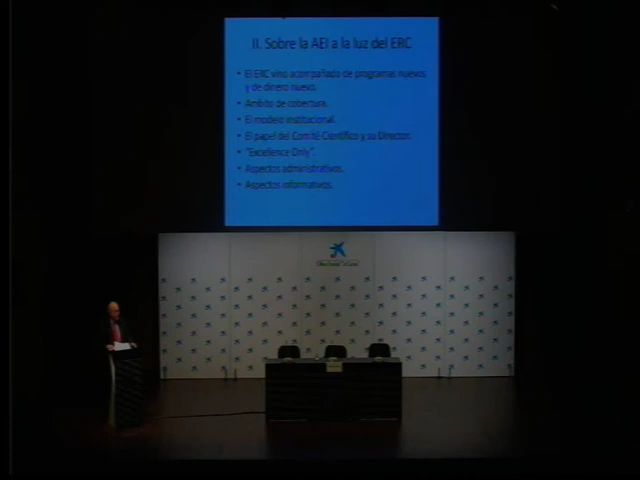 II. Sobre la AEI a la luz del ERC
• El ERC vino acompañado de programas nuevos
y de dinero nuevo.
• Ambito de cobertura.
• El modelo institucional.
• El papel del Comité Científico y su Director.
• "Excellence Only".
• Aspectos administrativos.
• Aspectos informativos.